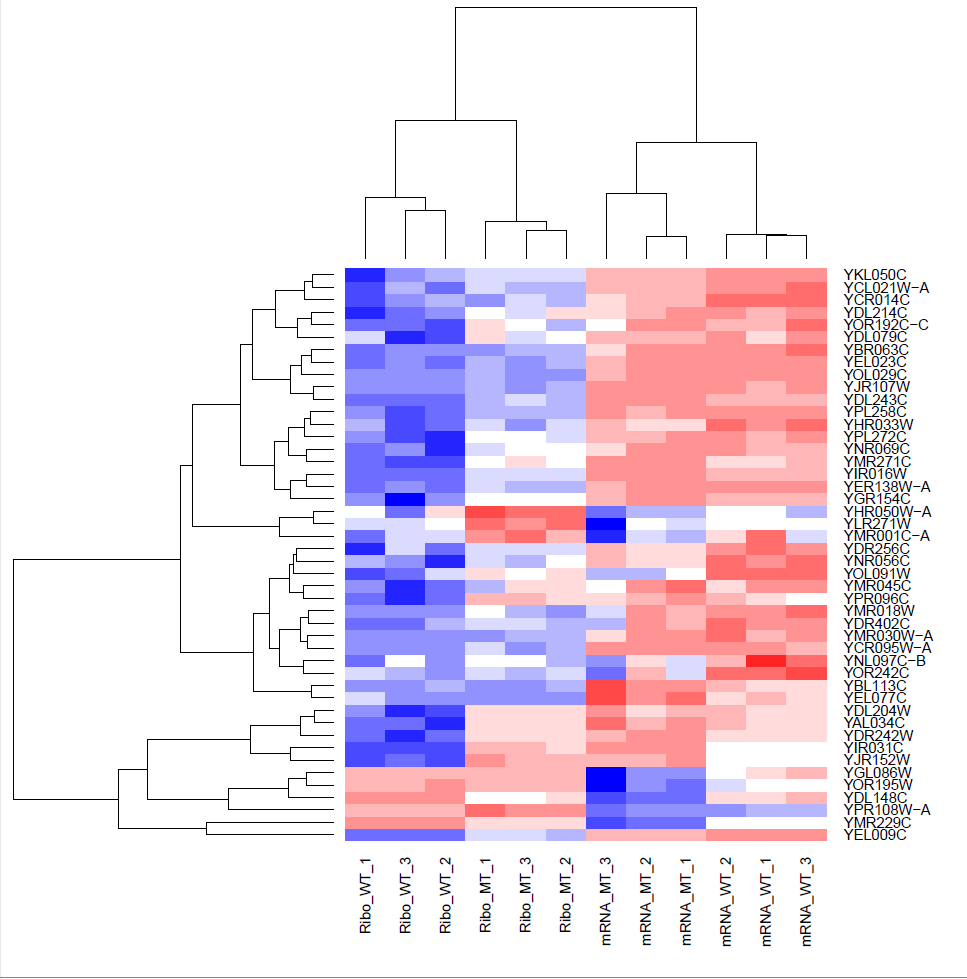 YKL050C
YCL021W-A
YCR014C
YDL214C
YOR192C-C
YDL079C
YBR063C
YEL023C
YOL029C
YJR107W
YDL243C
YPL258C
YHR033W
YPL272C
YNR069C
YMR271C
YIR016W
YER138W-A
YGR154C
YHR050W-A
YLR271W
YMR001C-A
YDR256C
YNR056C
YOL091W
YMR045C
YPR096C
YMR018W
YDR402C
YMR030W-A
YCR095W-A
YNL097C-B
YOR242C
YBL113C
YEL077C
YDL204W
YAL034C
YDR242W
YIR031C
YJR152W
YGL086W
YOR195W
YDL148C
YPR108W-A
YMR229C
YEL009C
Ribo_WT_1
Ribo_WT_3
Ribo_WT_2
Ribo_MT_1
Ribo_MT_3
Ribo_MT_2
mRNA_MT_3
mRNA_MT_2
mRNA_MT_1
mRNA_WT_2
mRNA_WT_1
mRNA_WT_3